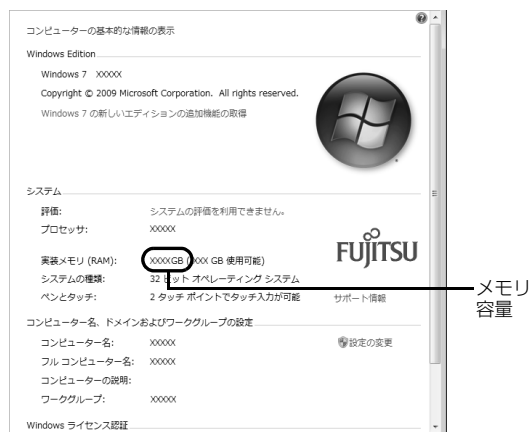 コンピューターの基本的な情報の表示
Windows Edition
Windows 7 XXXXX
Copyright © 2009 Microsoft Corporation. All rights reserved.
Windows 7 の新しいエディションの追加機能の取得
システム
評価: システムの評価を利用できません。
プロセッサ: XXXXX
FUJITSU
実装メモリ (RAM): XXXXGB (XXX GB 使用可能)
システムの種類: 32 ビット オペレーティング システム
ペンとタッチ: 2 タッチ ポイントでタッチ入力が可能 サポート情報
メモリ
容量
コンピューター名、ドメインおよびワークグループの設定
コンピューター名: XXXXX 設定の変更
フル コンピューター名: XXXXX
コンピューターの説明:
ワークグループ: XXXXX
Windows ライセンス認証